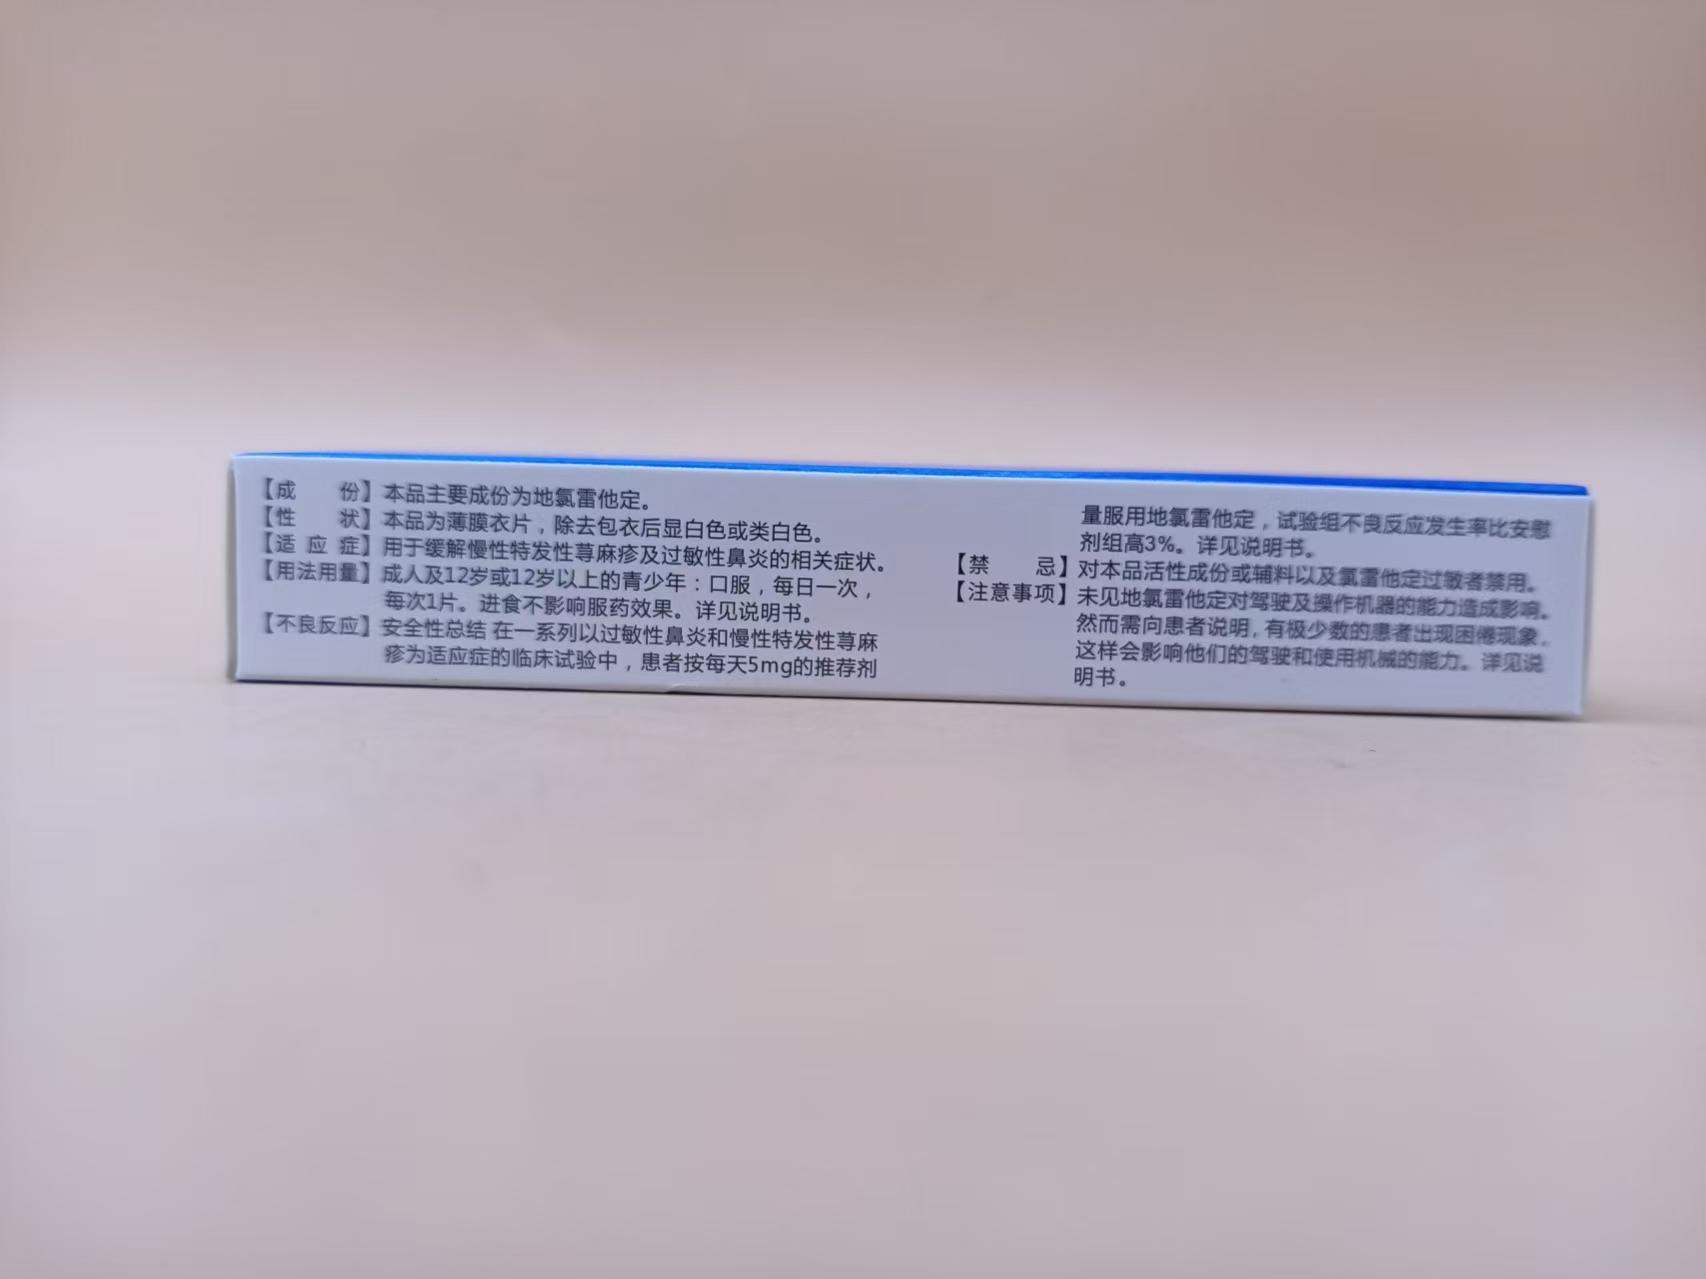 【成 份】本品主要成份为地氯雷他定。
【性 状】本品为薄膜衣片，除去包衣后显白色或类白色。
【适 应 症】用于缓解慢性特发性荨麻疹及过敏性鼻炎的相关症状。
【用法用量】成人及12岁或12岁以上的青少年：口服，每日一次，
每次1片。进食不影响服药效果。详见说明书。
【不良反应】安全性总结 在一系列以过敏性鼻炎和慢性特发性荨麻
疹为适应症的临床试验中，患者按每天5mg的推荐剂
量服用地氯雷他定，试验组不良反应发生率比安慰
剂组高3%。详见说明书。
【禁 忌】对本品活性成份或辅料以及氯雷他定过敏者禁用。
【注意事项】未见地氯雷他定对驾驶及操作机器的能力造成影响。
然而需向患者说明，有极少数的患者出现困倦现象，
这样会影响他们的驾驶和使用机械的能力。详见说
明书。